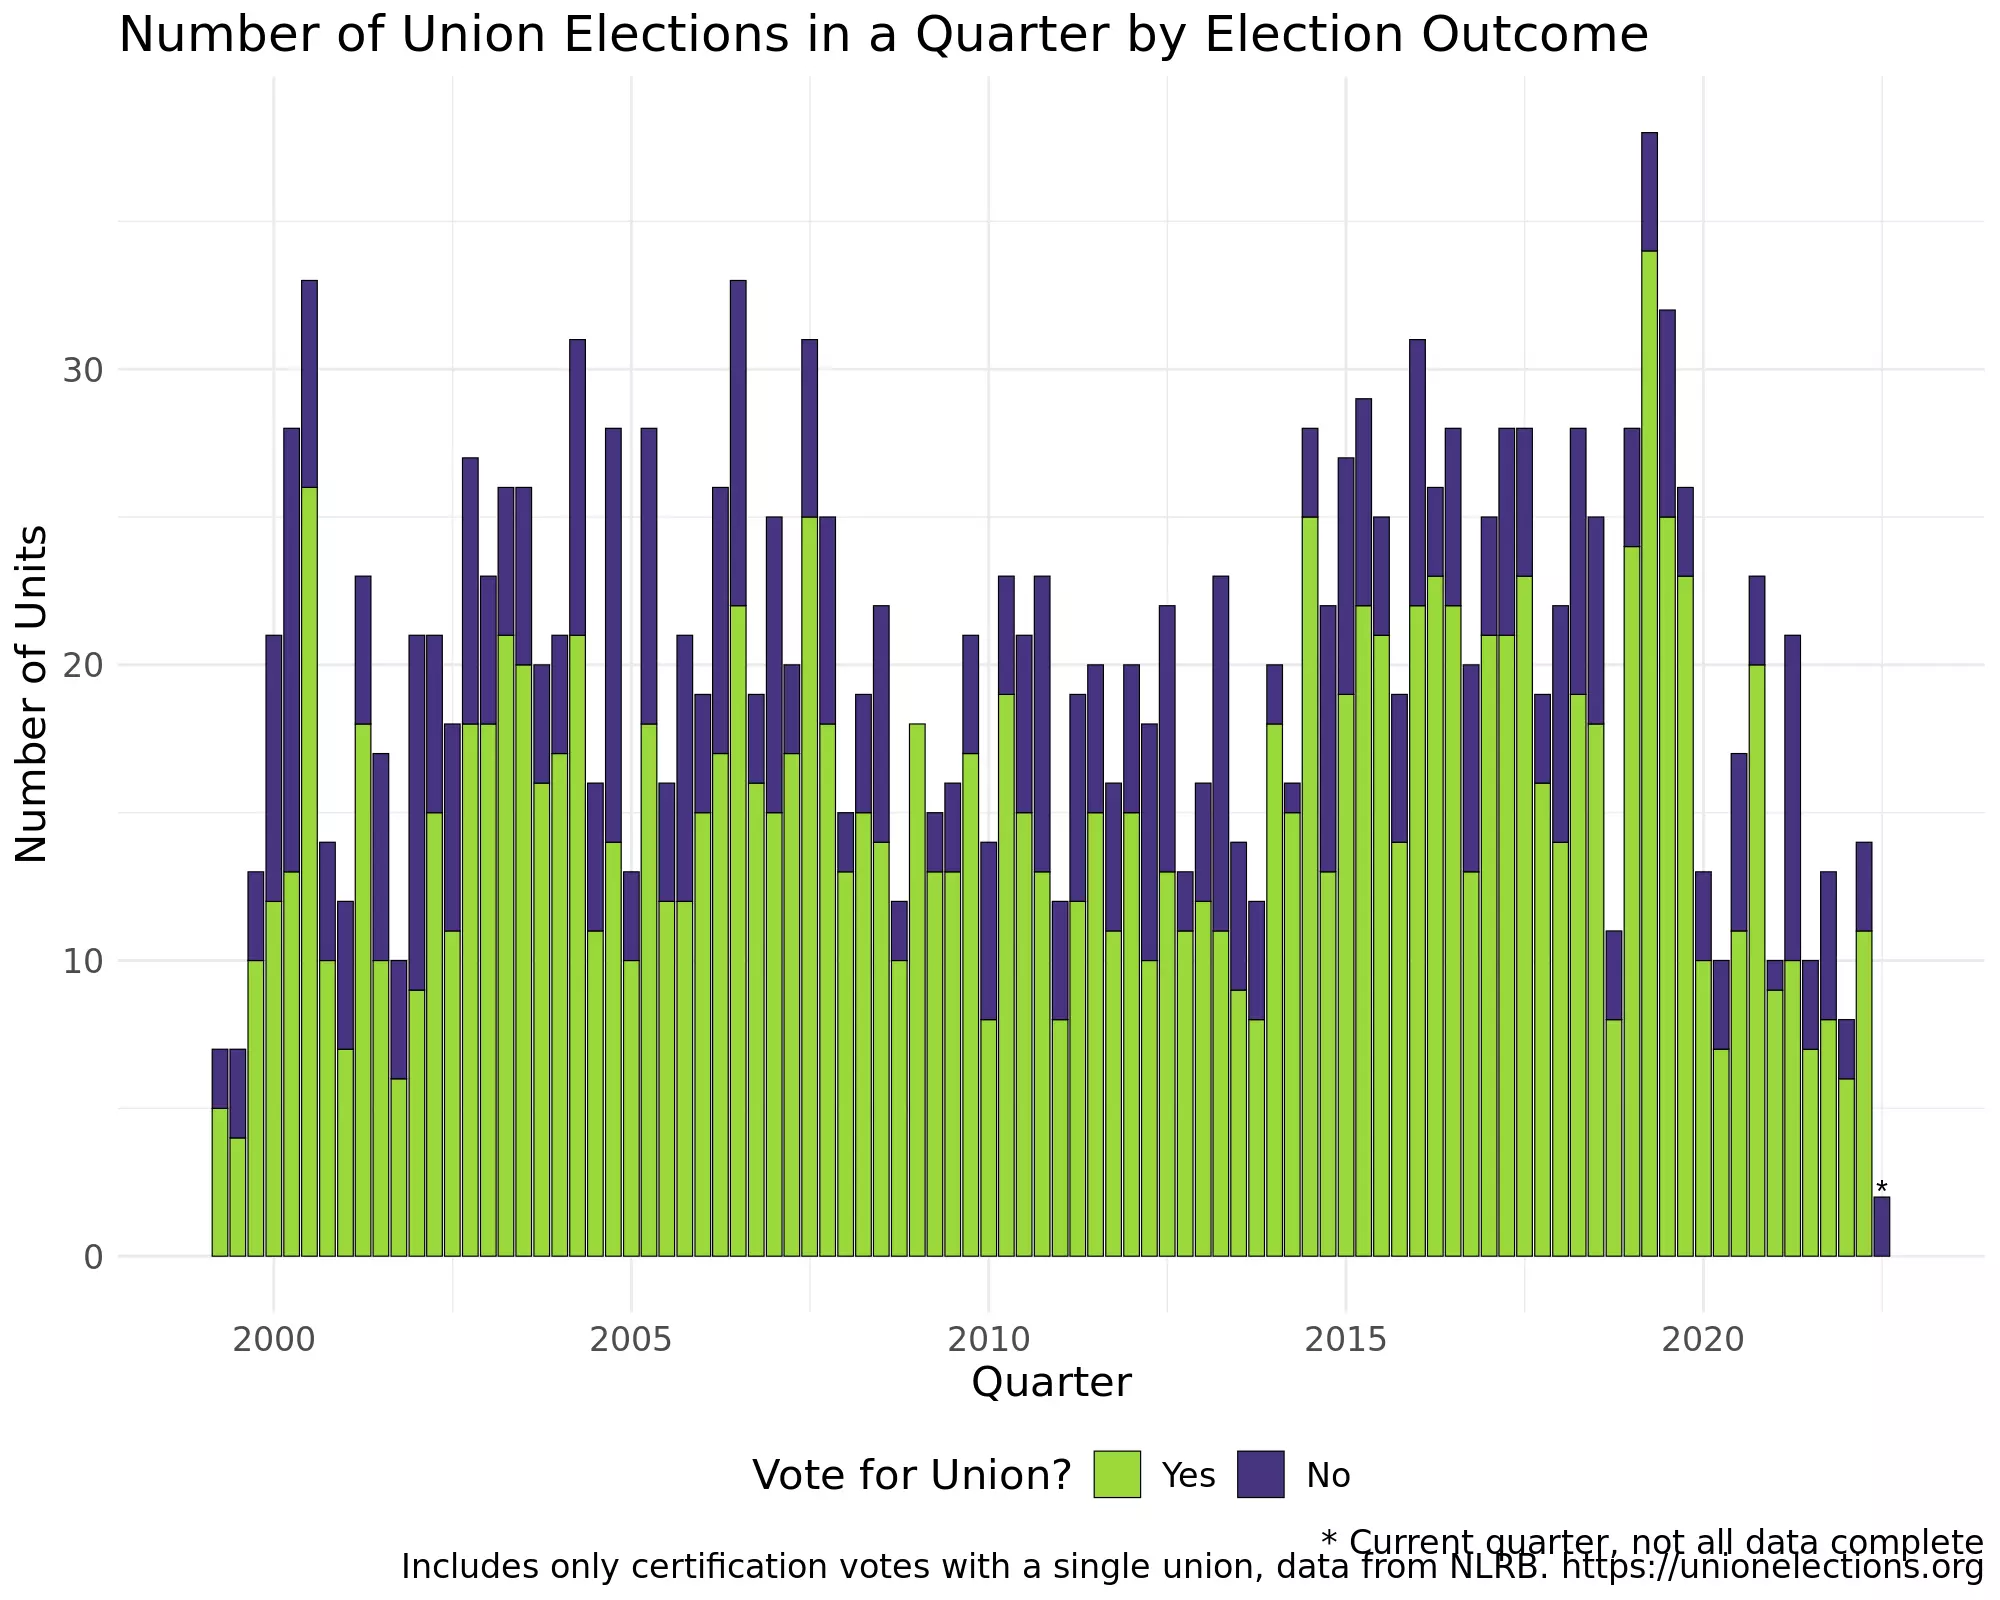 Number of Union Elections in a Quarter by Election Outcome
Number of Units
30
20
10
0
*
2000 2005 2010 2015 2020
Quarter
Vote for Union? Yes No
* Current quarter, not all data complete
Includes only certification votes with a single union, data from NLRB. https://unionelections.org